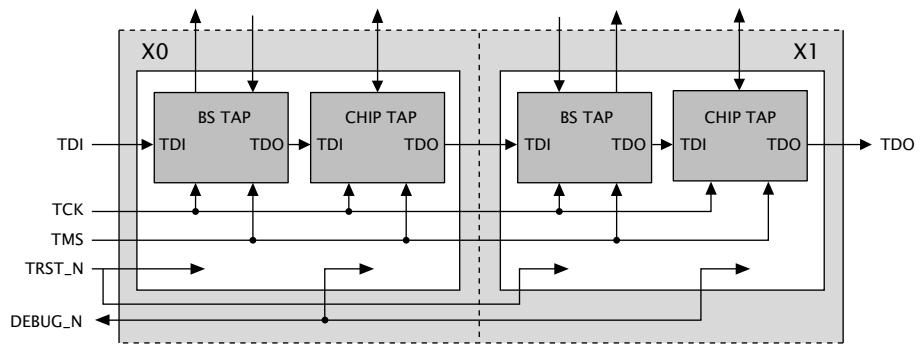 X0
X1
BS TAP
CHIP TAP
BS TAP
CHIP TAP
TDI
TDI
TDO
TDI
TDO
TDI
TDO
TDI
TDO
TDO
TCK
TMS
TRST_N
DEBUG_N